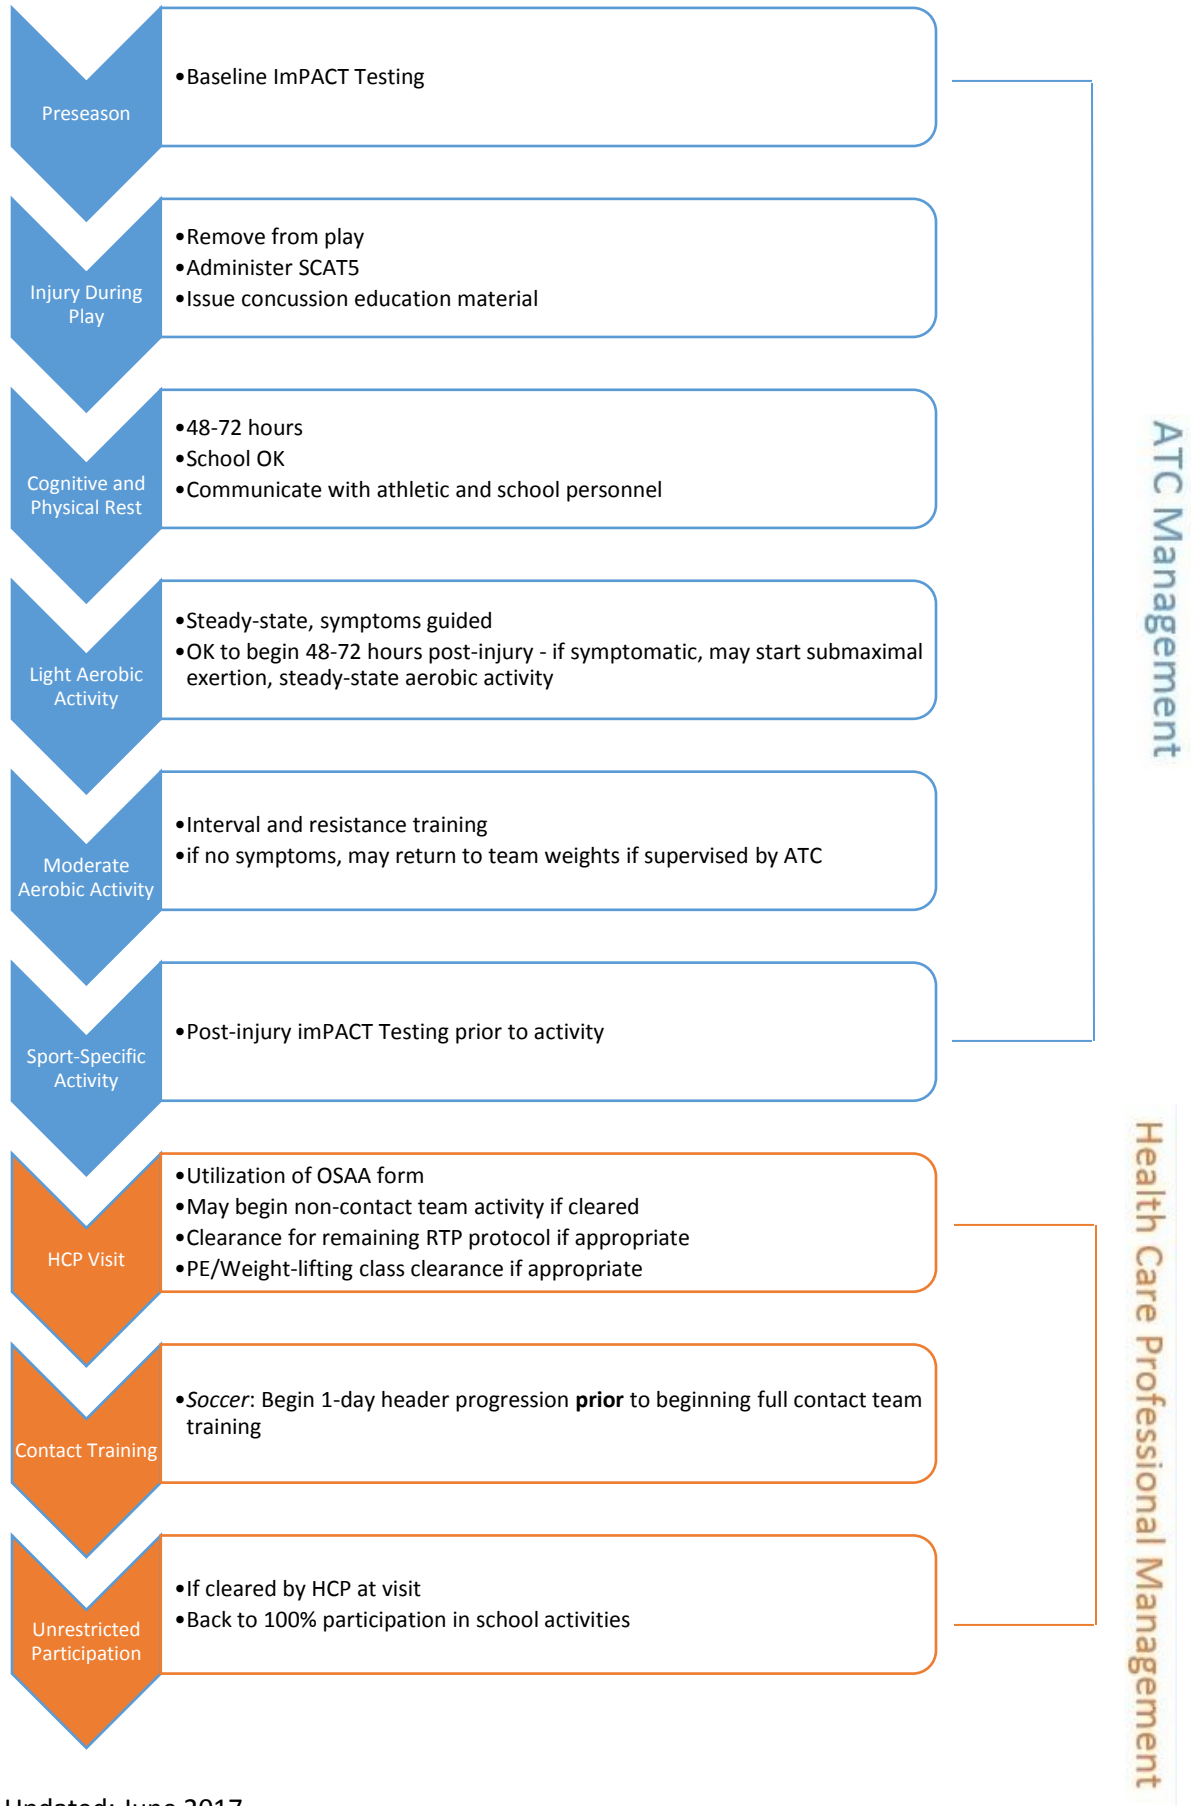 Preseason
•Baseline ImPACT Testing
Injury During
Play
•Remove from play
•Administer SCAT5
•Issue concussion education material
Cognitive and
Physical Rest
•48-72 hours
•School OK
•Communicate with athletic and school personnel
Light Aerobic
Activity
•Steady-state, symptoms guided
•OK to begin 48-72 hours post-injury - if symptomatic, may start submaximal
exertion, steady-state aerobic activity
Moderate
Aerobic Activity
•Interval and resistance training
•if no symptoms, may return to team weights if supervised by ATC
Sport-Specific
Activity
•Post-injury imPACT Testing prior to activity
ATC Management
HCP Visit
•Utilization of OSAA form
•May begin non-contact team activity if cleared
•Clearance for remaining RTP protocol if appropriate
•PE/Weight-lifting class clearance if appropriate
Contact Training
•Soccer: Begin 1-day header progression prior to beginning full contact team
training
Unrestricted
Participation
•If cleared by HCP at visit
•Back to 100% participation in school activities
Health Care Professional Management
Updated: June 2017